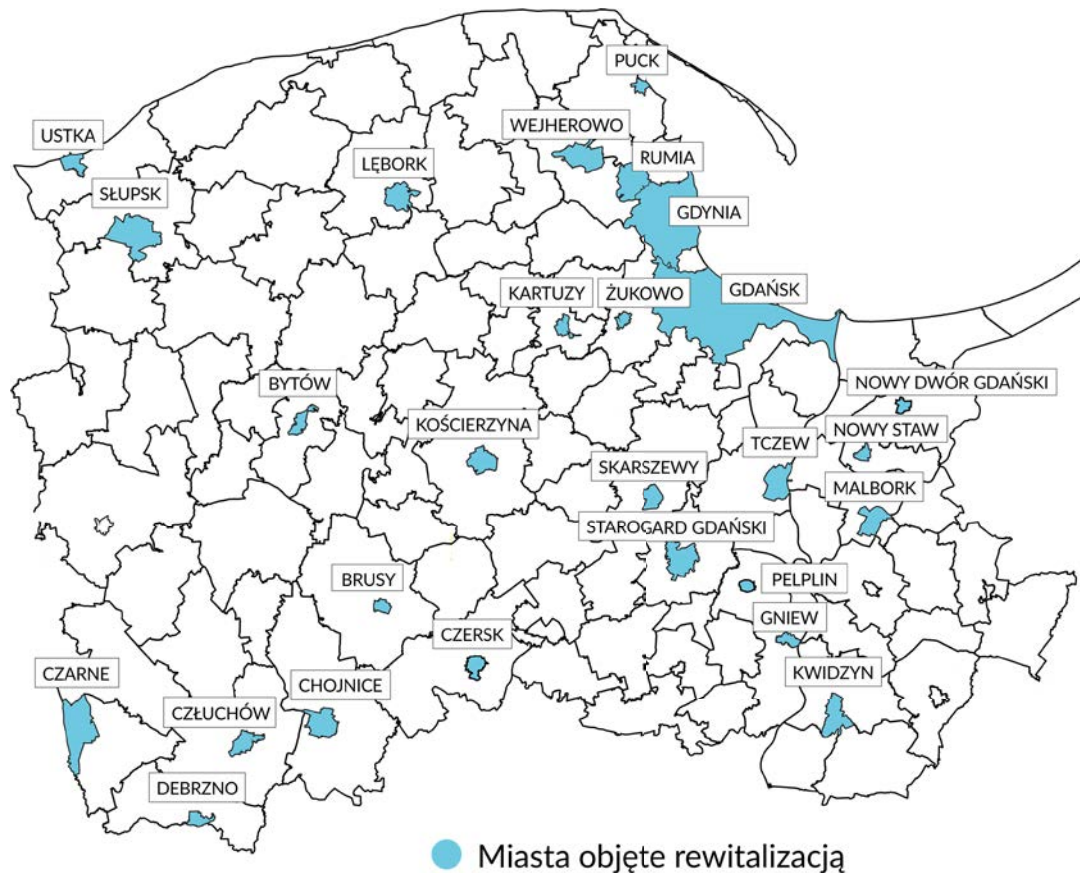 PUCK
WEJHEROWO
USTKA
RUMIA
LĘBORK
SŁUPSK
GDYNIA
KARTUZY
ŻUKOWO
GDAŃSK
BYTÓW
NOWY DWÓR GDAŃSKI
KOŚCIERZYNA
NOWY STAW
TCZEW
SKARSZEWY
MALBORK
STAROGARD GDAŃSKI
BRUSY
PELPLIN
GNIEW
CZERSK
CZARNE
CHOJNICE
KWIDZYN
CZŁUCHÓW
DEBRZNO
Miasta objęte rewitalizacją